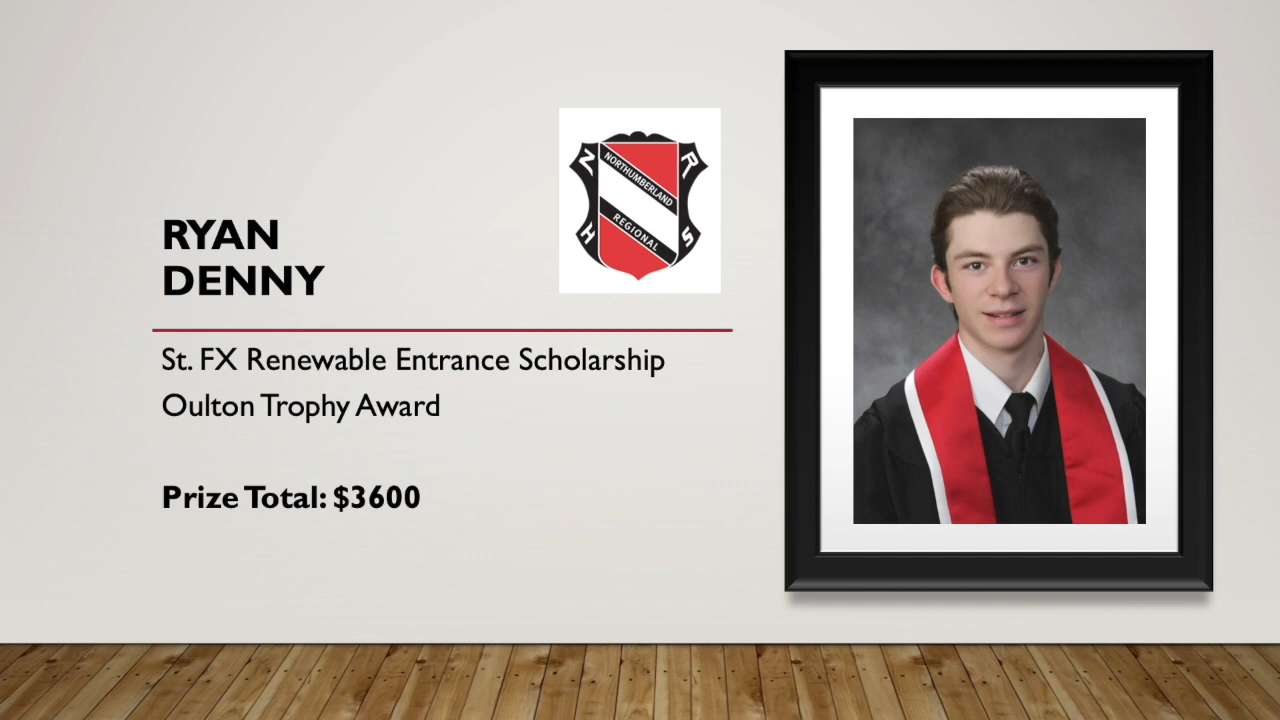 RYAN
DENNY
N R
NORTHUMBERLAND
REGIONAL
H S
St. FX Renewable Entrance Scholarship
Oulton Trophy Award
Prize Total: $3600